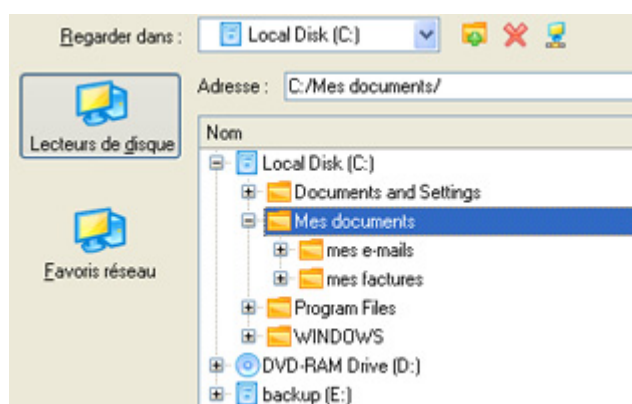 Regarder dans : Local Disk (C:)
Adresse : C:/Mes documents/
Lecteurs de disque
Favoris réseau
Nom
Local Disk (C:)
Documents and Settings
Mes documents
mes e-mails
mes factures
Program Files
WINDOWS
DVD-RAM Drive (D:)
backup (E:)